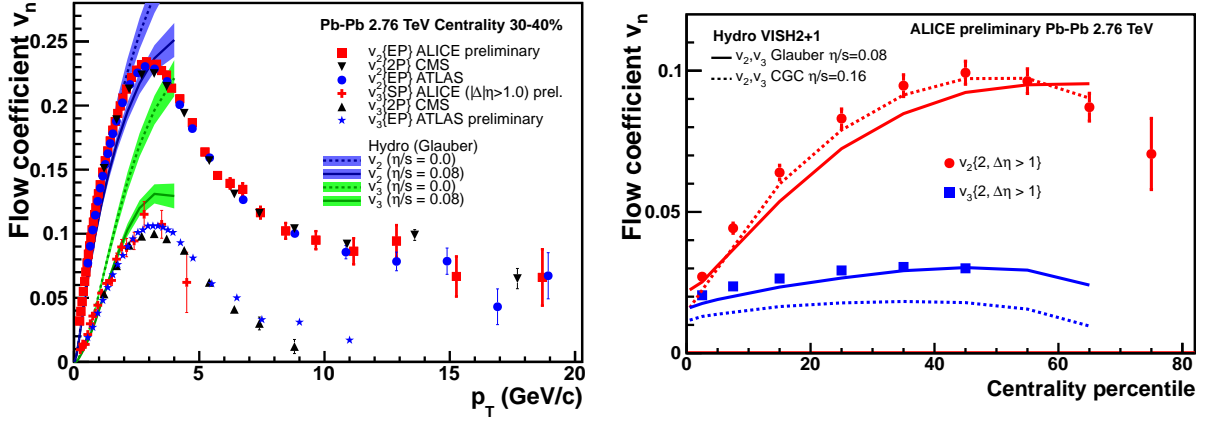 Flow coefficient vₙ
Pb-Pb 2.76 TeV Centrality 30-40%
v₂{EP} ALICE preliminary
v₂{2P} CMS
v₂{EP} ATLAS
v₃{SP} ALICE (|Δ|η>1.0) prel.
v₃{2P} CMS
v₃{EP} ATLAS preliminary
Hydro (Glauber)
v₂ (η/s = 0.0)
v₂ (η/s = 0.08)
v₃ (η/s = 0.0)
v₃ (η/s = 0.08)
0.25
0.2
0.15
0.1
0.05
0
0 5 10 15 20
p_T (GeV/c)
Flow coefficient vₙ
ALICE preliminary Pb-Pb 2.76 TeV
Hydro VISH2+1
v₂,v₃ Glauber η/s=0.08
v₂,v₃ CGC η/s=0.16
v₂{2, Δη > 1}
v₃{2, Δη > 1}
0.1
0.05
0
0 20 40 60 80
Centrality percentile